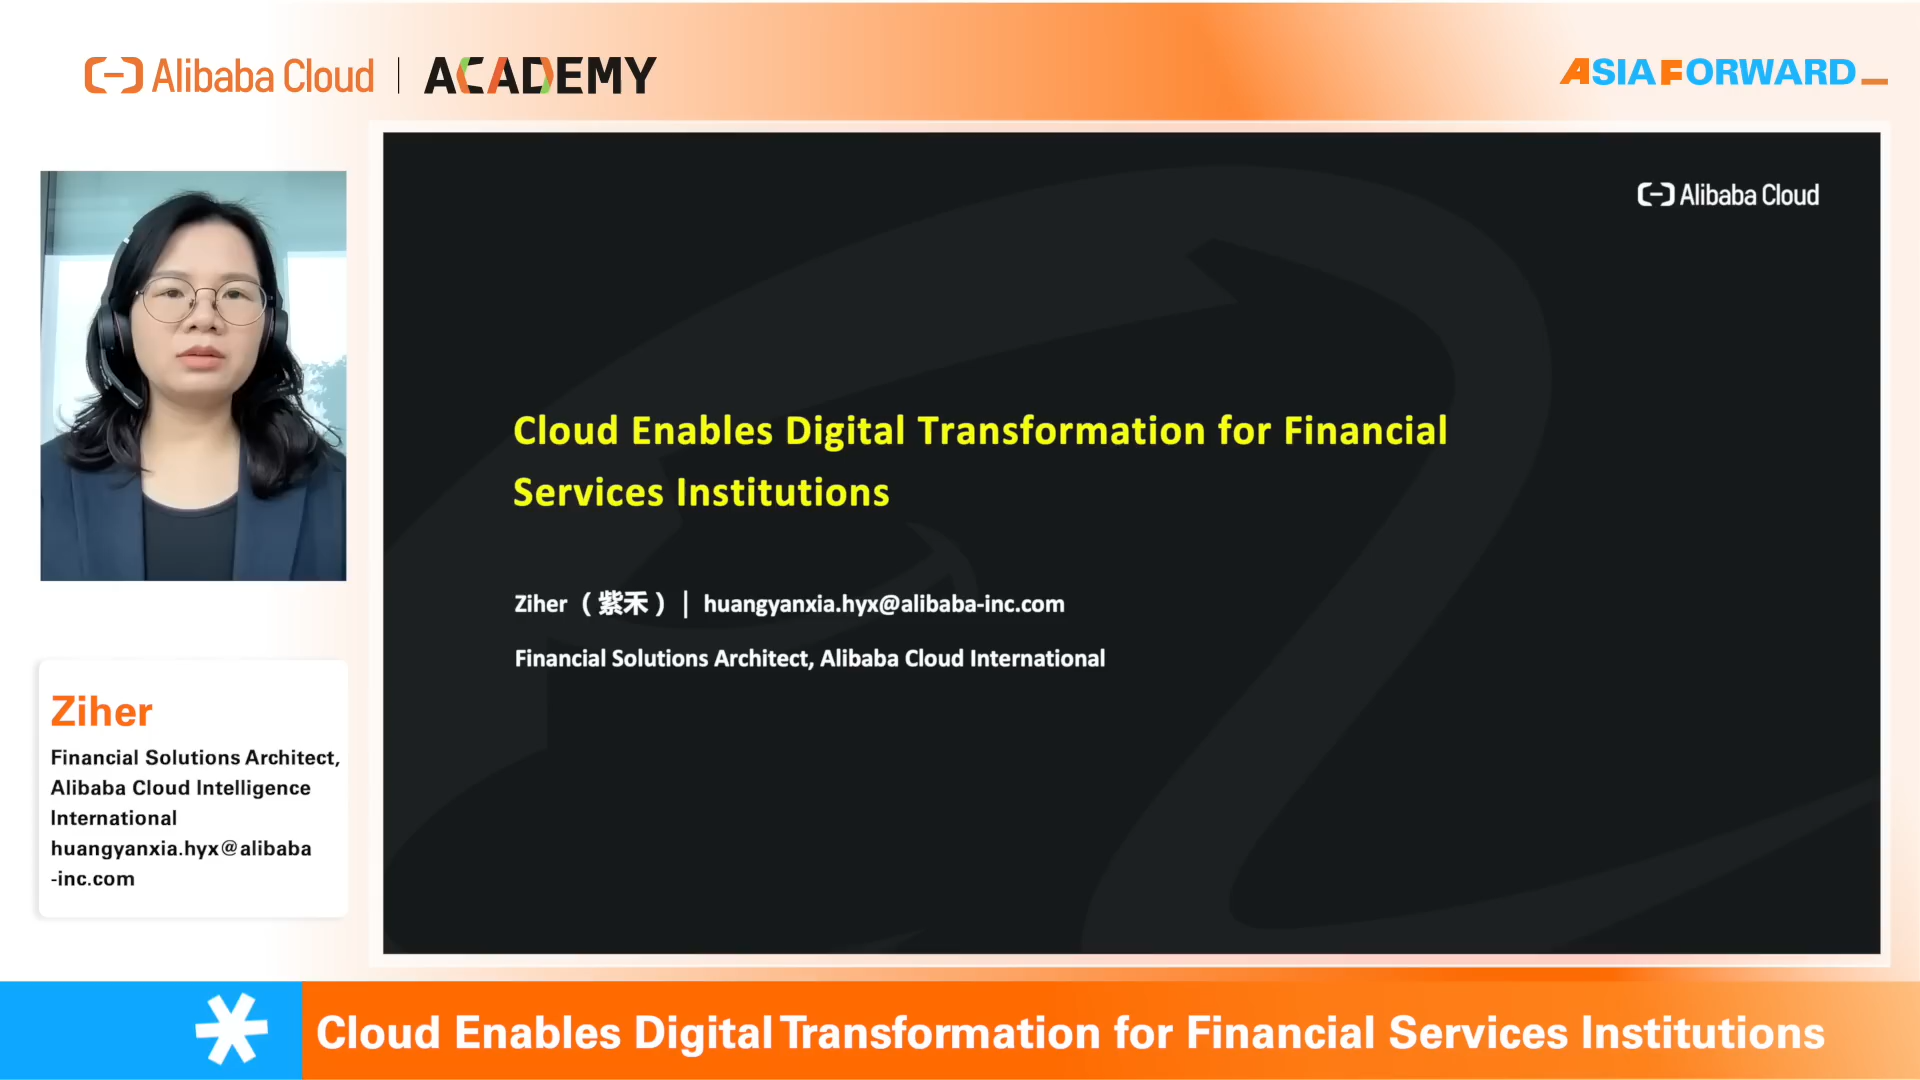 Alibaba Cloud | ACADEMY
ASIA FORWARD_
Alibaba Cloud
Cloud Enables Digital Transformation for Financial
Services Institutions
Ziher（紫禾）| huangyanxia.hyx@alibaba-inc.com
Financial Solutions Architect, Alibaba Cloud International
Ziher
Financial Solutions Architect,
Alibaba Cloud Intelligence
International
huangyanxia.hyx@alibaba
-inc.com
Cloud Enables Digital Transformation for Financial Services Institutions